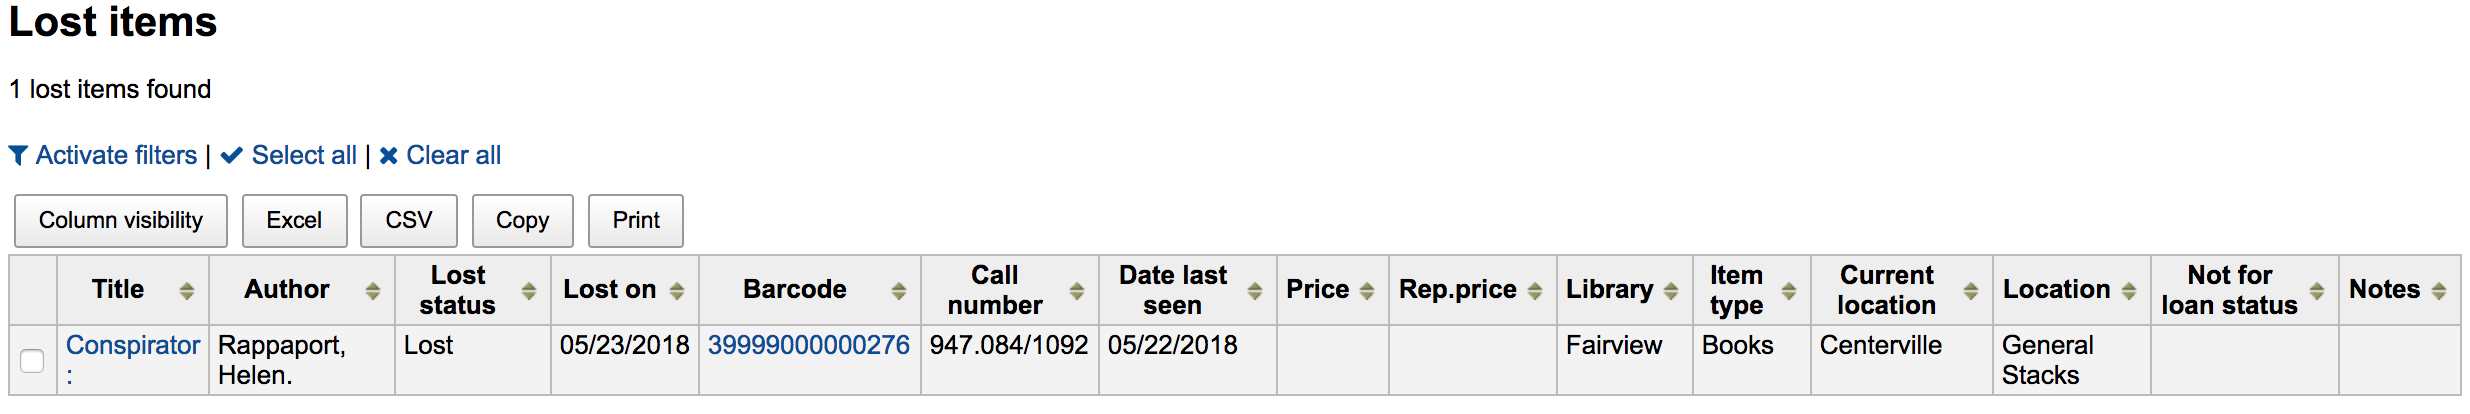 Lost items
1 lost items found
Activate filters | Select all | Clear all
Column visibility Excel CSV Copy Print
Title Author Lost status Lost on Barcode Call number Date last seen Price Rep.price Library Item type Current location Location Not for loan status Notes
Conspirator : Rappaport, Helen. Lost 05/23/2018 39999000000276 947.084/1092 05/22/2018 Fairview Books Centerville General Stacks